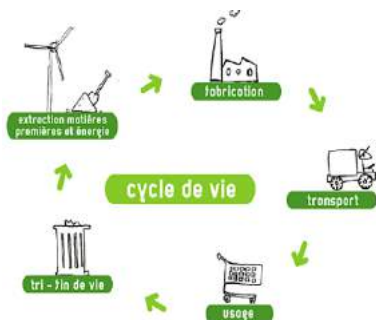 extraction matières
premières et énergie
fabrication
transport
cycle de vie
tri - fin de vie
usage